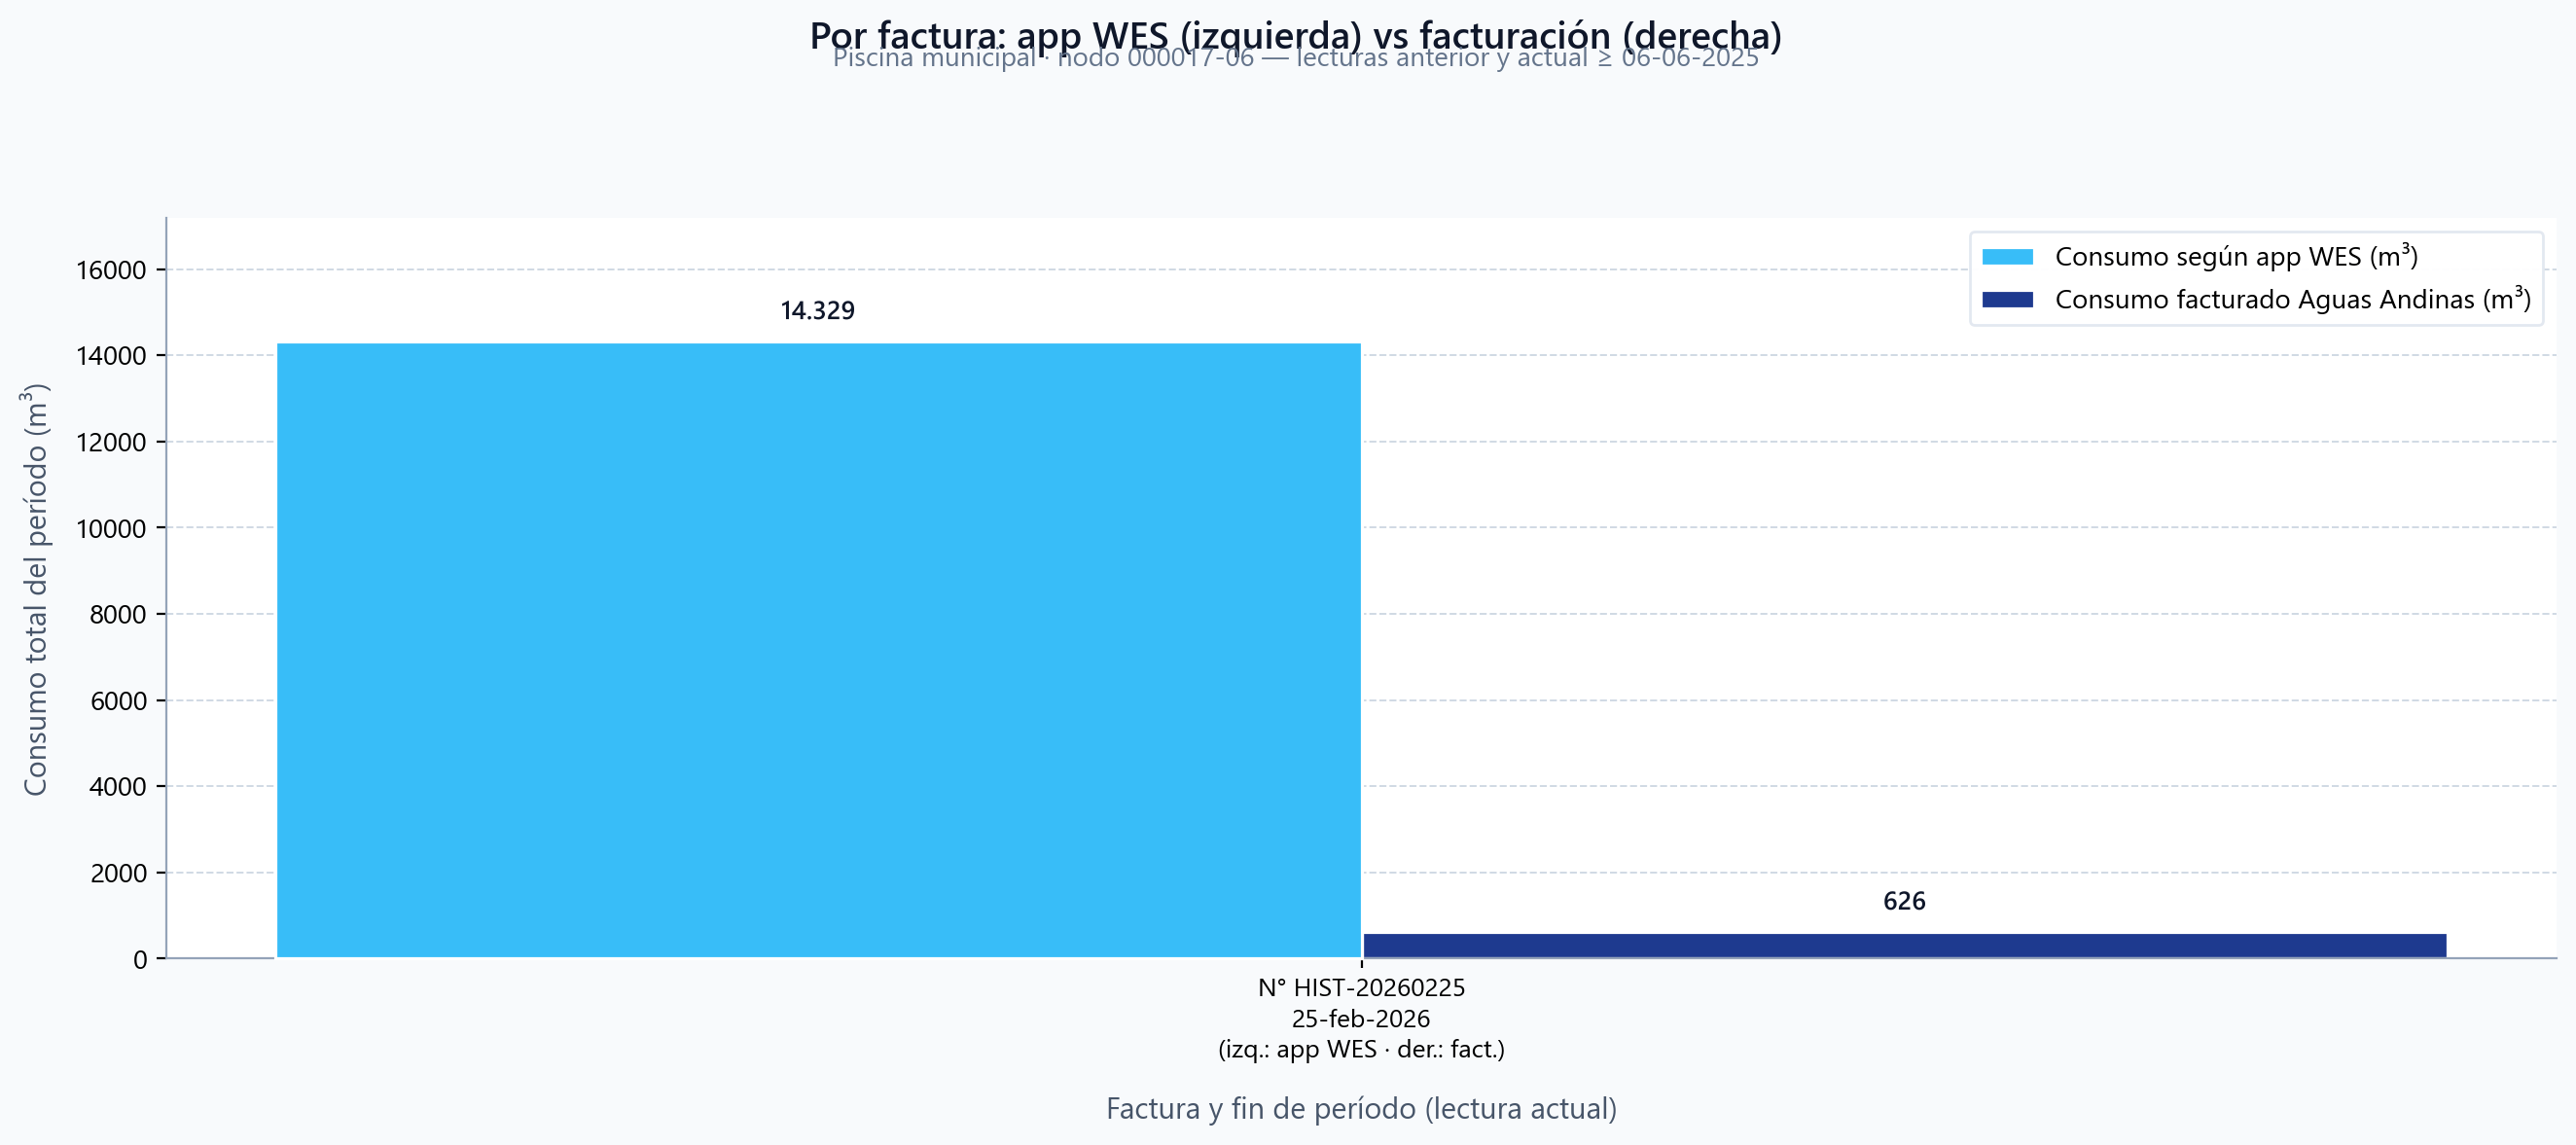 Por factura: app WES (izquierda) vs facturación (derecha)
Piscina municipal · nodo 000017-06 — lecturas anterior y actual ≥ 06-06-2025
Consumo según app WES (m³)
Consumo facturado Aguas Andinas (m³)
Consumo total del período (m³)
16000
14000
12000
10000
8000
6000
4000
2000
0
14.329
626
N° HIST-20260225
25-feb-2026
(izq.: app WES · der.: fact.)
Factura y fin de período (lectura actual)